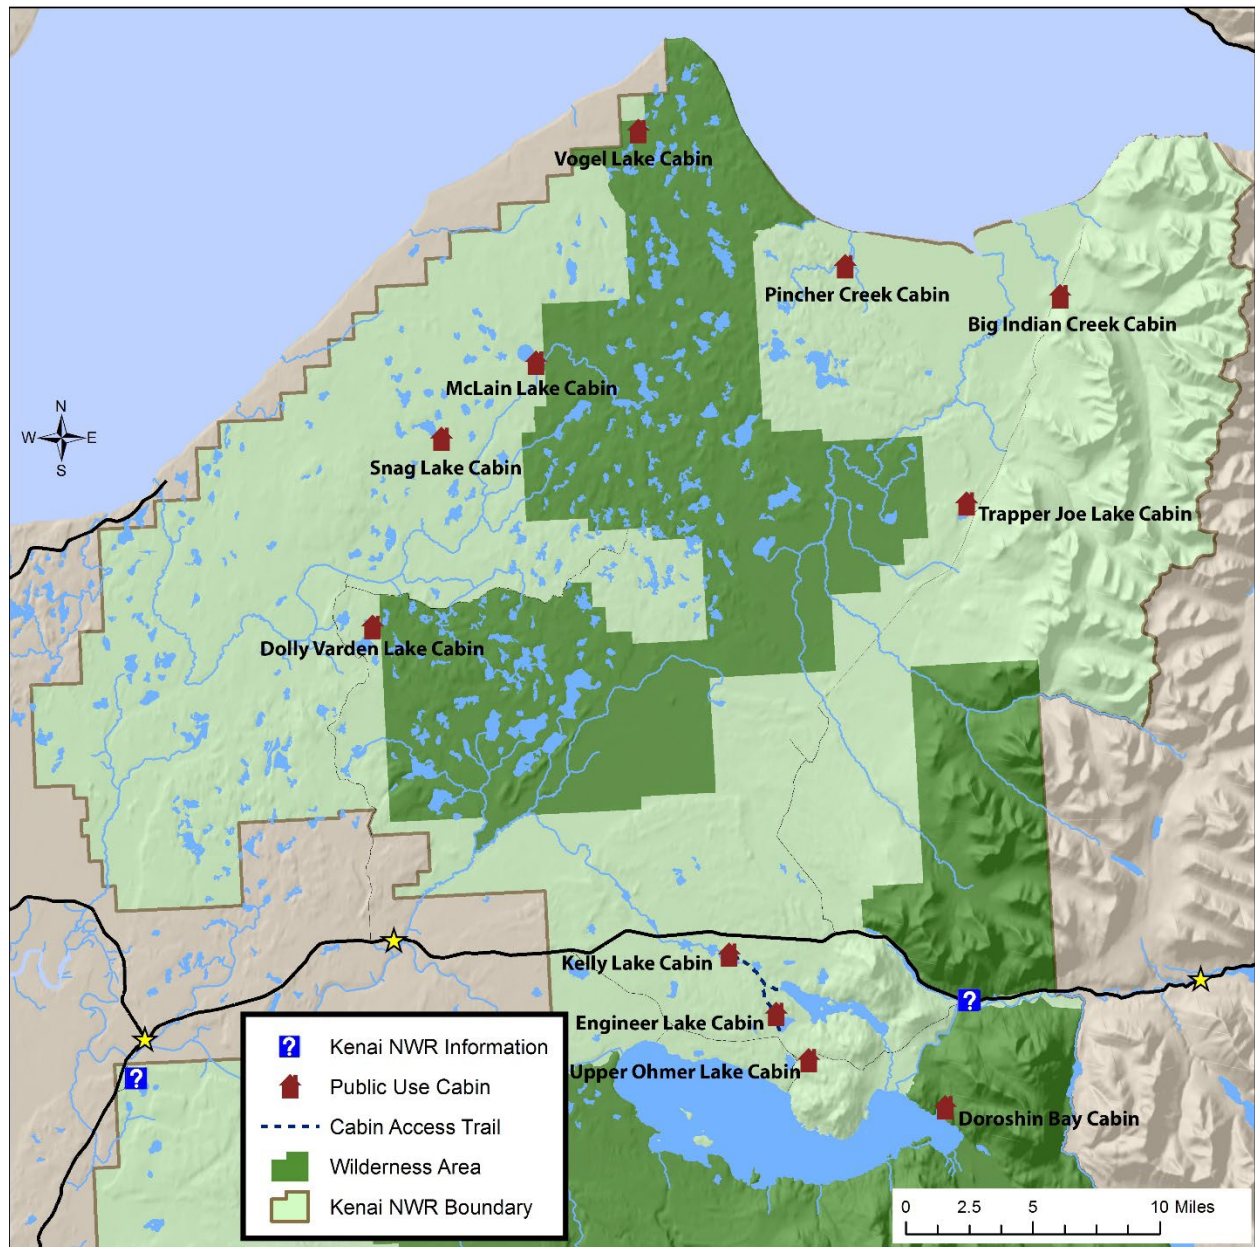 Vogel Lake Cabin
Pincher Creek Cabin
Big Indian Creek Cabin
McLain Lake Cabin
N
W E
S
Snag Lake Cabin
Trapper Joe Lake Cabin
Dolly Varden Lake Cabin
Kelly Lake Cabin
?
Engineer Lake Cabin
Upper Ohmer Lake Cabin
?
Doroshin Bay Cabin
? Kenai NWR Information
Public Use Cabin
Cabin Access Trail
Wilderness Area
Kenai NWR Boundary
0 2.5 5 10 Miles